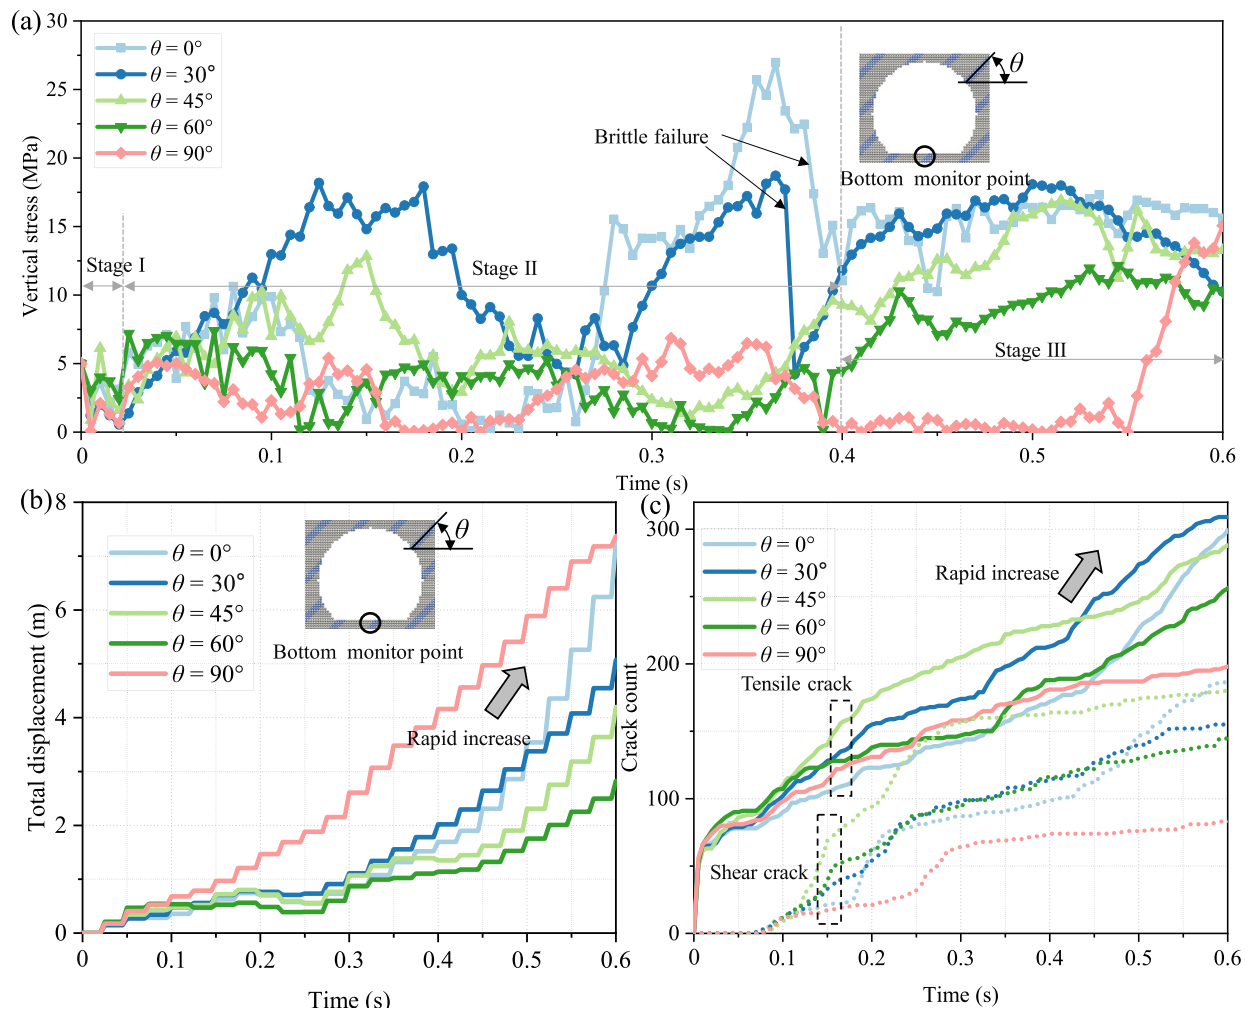 (a)
30
25
20
15
10
5
0
Vertical stress (MPa)
θ = 0°
θ = 30°
θ = 45°
θ = 60°
θ = 90°
Stage I
Stage II
Stage III
Brittle failure
θ
Bottom monitor point
0
0.1
0.2
0.3
0.4
0.5
0.6
Time (s)
(b)
8
6
4
2
0
Total displacement (m)
θ = 0°
θ = 30°
θ = 45°
θ = 60°
θ = 90°
θ
Bottom monitor point
Rapid increase
0
0.1
0.2
0.3
0.4
0.5
0.6
Time (s)
(c)
300
200
100
0
Crack count
θ = 0°
θ = 30°
θ = 45°
θ = 60°
θ = 90°
Rapid increase
Tensile crack
Shear crack
0
0.1
0.2
0.3
0.4
0.5
0.6
Time (s)